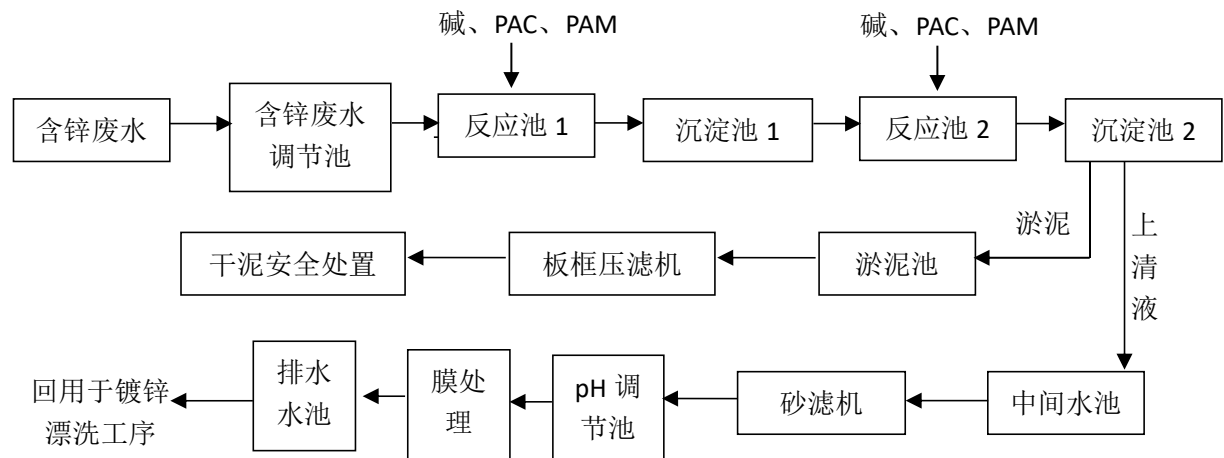 碱、PAC、PAM
碱、PAC、PAM
含锌废水
含锌废水
调节池
反应池 1
沉淀池 1
反应池 2
沉淀池 2
淤泥
上
清
液
干泥安全处置
板框压滤机
淤泥池
回用于镀锌
漂洗工序
排水
水池
膜处
理
pH 调
节池
砂滤机
中间水池